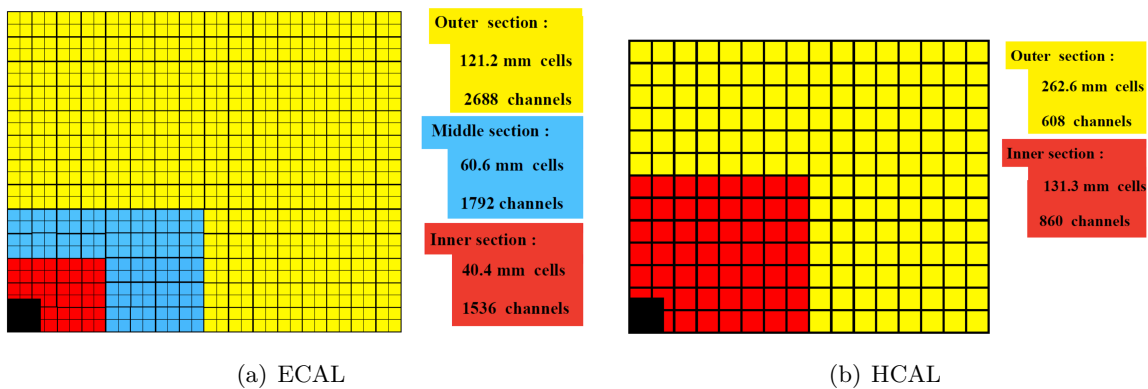 Outer section :
121.2 mm cells
2688 channels
Middle section :
60.6 mm cells
1792 channels
Inner section :
40.4 mm cells
1536 channels
(a) ECAL
Outer section :
262.6 mm cells
608 channels
Inner section :
131.3 mm cells
860 channels
(b) HCAL